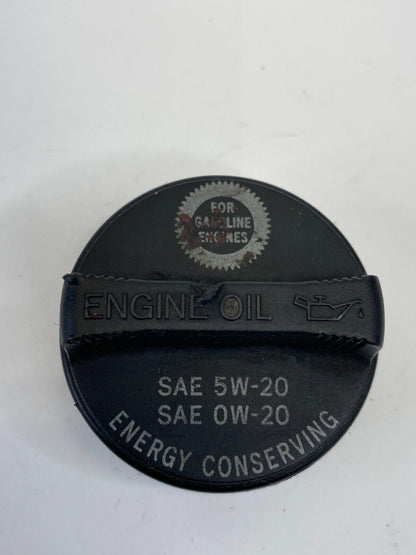 FOR
GASOLINE
ENGINES
ENGINE OIL
SAE 5W-20
SAE 0W-20
ENERGY CONSERVING